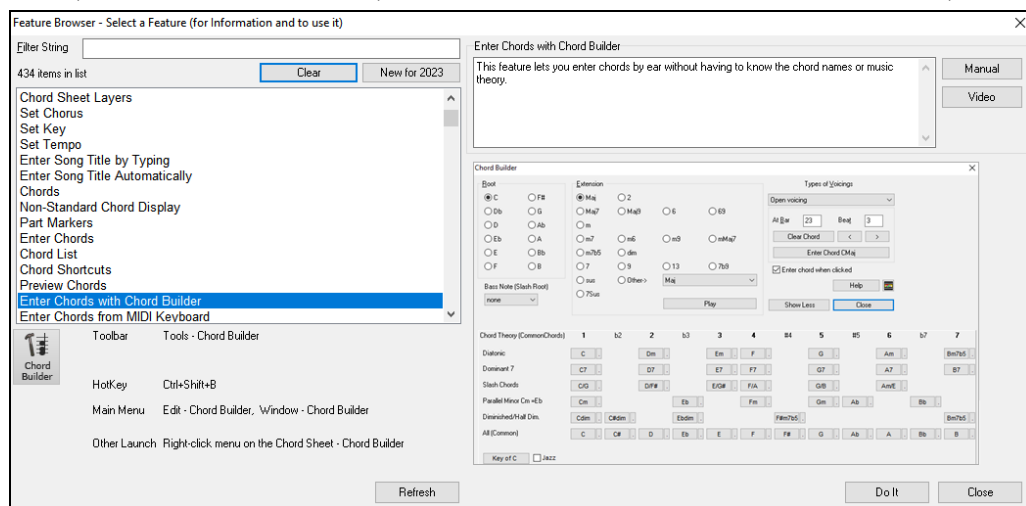 Feature Browser - Select a Feature (for Information and to use it)
Filter String
434 items in list
Clear
New for 2023
Chord Sheet Layers
Set Chorus
Set Key
Set Tempo
Enter Song Title by Typing
Enter Song Title Automatically
Chords
Non-Standard Chord Display
Part Markers
Enter Chords
Chord List
Chord Shortcuts
Preview Chords
Enter Chords with Chord Builder
Enter Chords from MIDI Keyboard
Chord Builder
Toolbar Tools - Chord Builder
HotKey Ctrl+Shift+B
Main Menu Edit - Chord Builder, Window - Chord Builder
Other Launch Right-click menu on the Chord Sheet - Chord Builder
Refresh
Enter Chords with Chord Builder
This feature lets you enter chords by ear without having to know the chord names or music
theory.
Manual
Video
Chord Builder
Root
C F#
Db G
D Ab
Eb A
E Bb
F B
Bass Note (Slash Root)
none
Extension
Maj 2
Maj7 Maj9 6 69
m
m7 m6 m9 mMaj7
m7b5 dim
7 9 13 7b9
sus Other-> Maj
7Sus
Play
Types of Voicings
Open voicing
At Bar 23 Beat 3
Clear Chord < >
Enter Chord CMaj
Enter chord when clicked
Help
Show Less Close
Chord Theory (CommonChords) 1 b2 2 b3 3 4 #4 5 #5 6 b7 7
Diatonic C Dm Em F G Am Bm7b5
Dominant 7 C7 D7 E7 F7 G7 A7 B7
Slash Chords C/G D/F# E/G# F/A G/B Am/E
Parallel Minor Cm =Eb Cm Eb Fm Gm Ab Bb
Diminished/Half Dim. Cdim C#dim Ebdim F#m7b5 Bm7b5
All (Common) C C# D Eb E F F# G Ab A Bb B
Key of C Jazz
Do It
Close